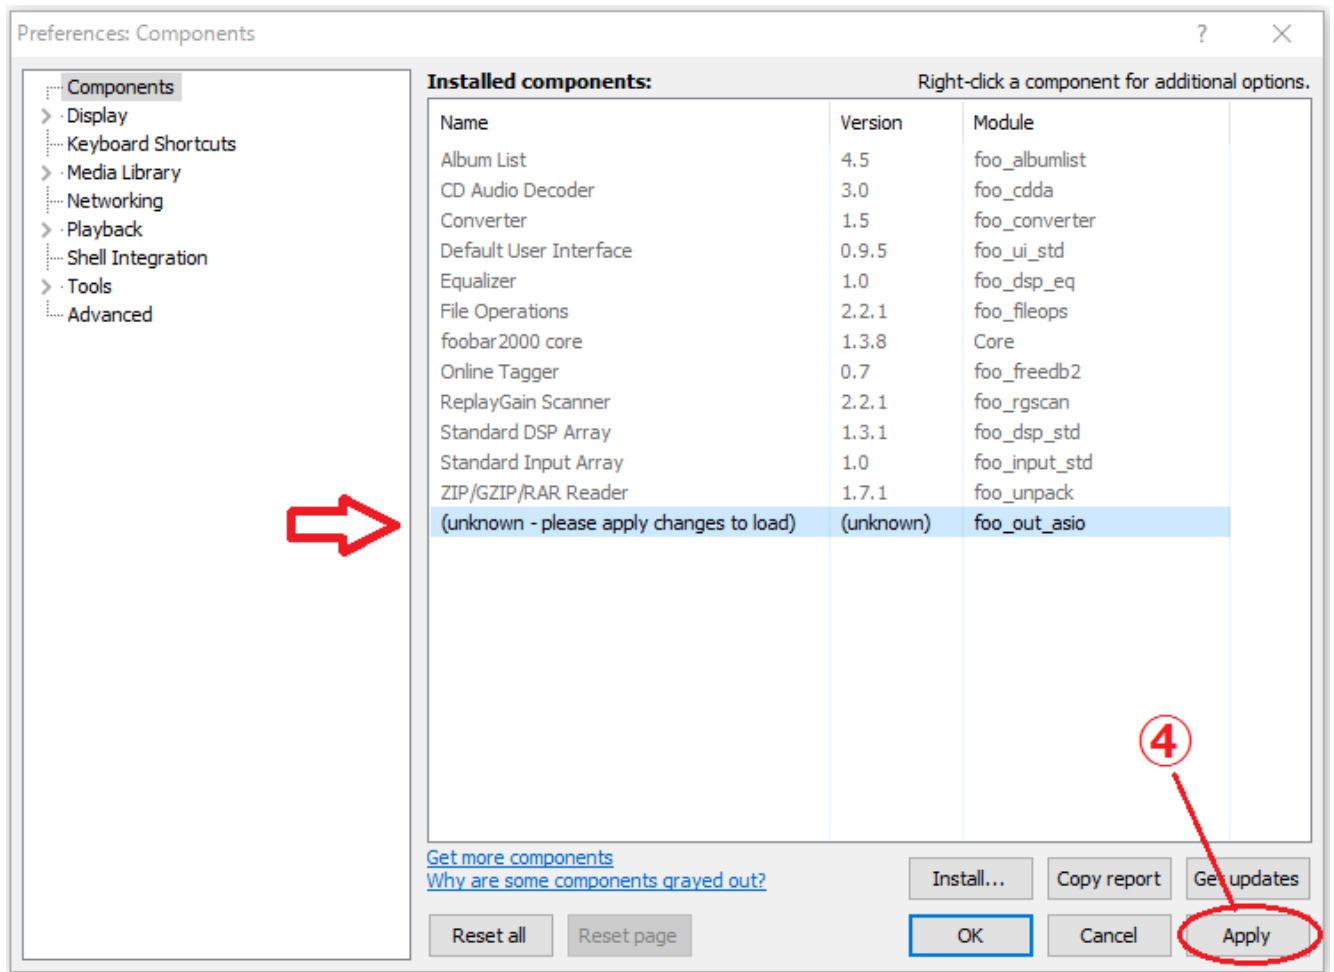 Preferences: Components ?
Components
Display
Keyboard Shortcuts
Media Library
Networking
Playback
Shell Integration
Tools
Advanced
Installed components: Right-click a component for additional options.
Name Version Module
Album List 4.5 foo_albumlist
CD Audio Decoder 3.0 foo_cdda
Converter 1.5 foo_converter
Default User Interface 0.9.5 foo_ui_std
Equalizer 1.0 foo_dsp_eq
File Operations 2.2.1 foo_fileops
foobar2000 core 1.3.8 Core
Online Tagger 0.7 foo_freedb2
ReplayGain Scanner 2.2.1 foo_rgscan
Standard DSP Array 1.3.1 foo_dsp_std
Standard Input Array 1.0 foo_input_std
ZIP/GZIP/RAR Reader 1.7.1 foo_unpack
(unknown - please apply changes to load) (unknown) foo_out_asio
④
Get more components
Why are some components grayed out?
Install... Copy report Get updates
Reset all Reset page OK Cancel Apply